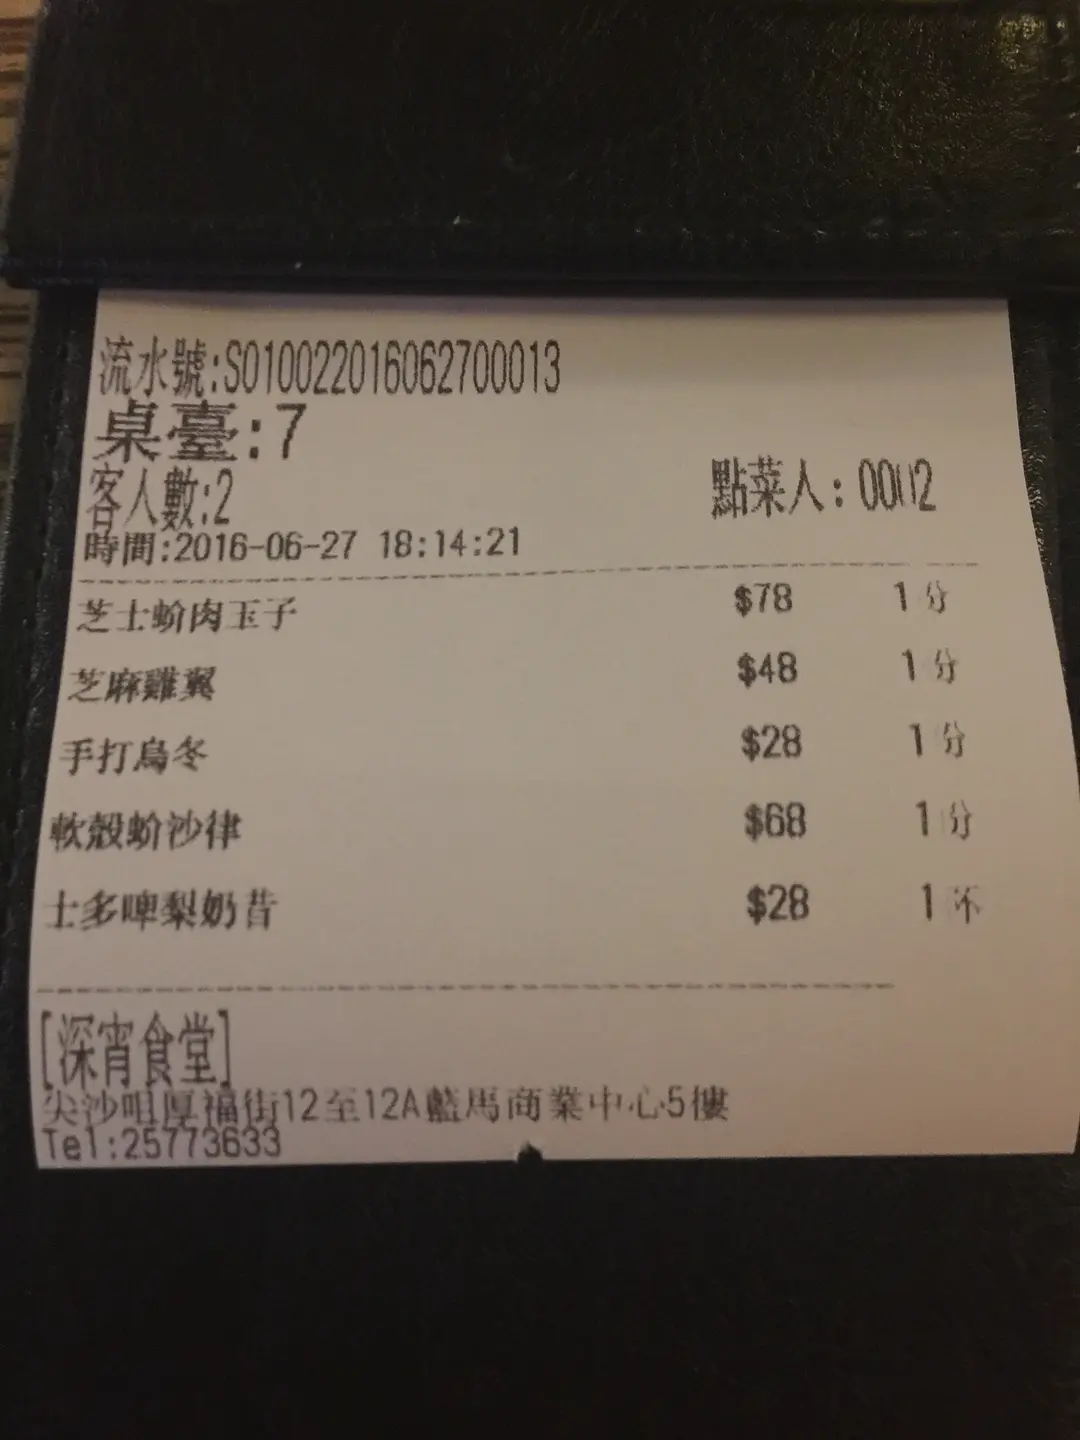 流水號:S010022016062700013
桌臺:7
客人數:2 點菜人: 0002
時間:2016-06-27 18:14:21
芝士蚧肉玉子 $78 1 分
芝麻雞翼 $48 1 分
手打烏冬 $28 1 分
軟殼蚧沙律 $68 1 分
士多啤梨奶昔 $28 1 不
[深宵食堂]
尖沙咀厚福街12至12A藍馬商業中心5樓
Tel:25773633